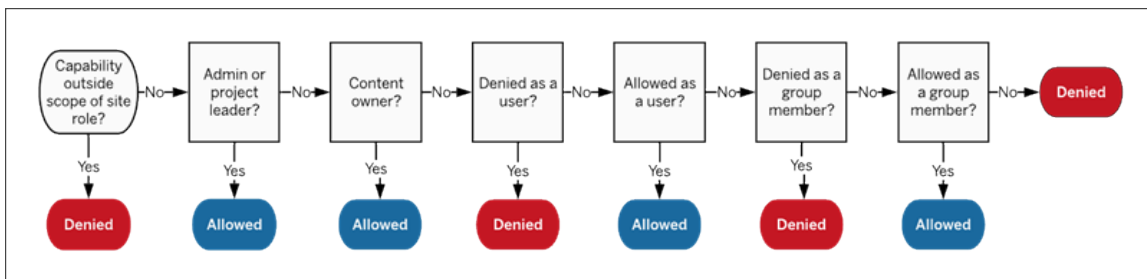 Capability
outside
scope of site
role?
No
Admin or
project
leader?
No
Content
owner?
No
Denied as a
user?
No
Allowed as
a user?
No
Denied as a
group
member?
No
Allowed as
a group
member?
No
Denied
Yes
Yes
Yes
Yes
Yes
Yes
Yes
Denied
Allowed
Allowed
Denied
Allowed
Denied
Allowed